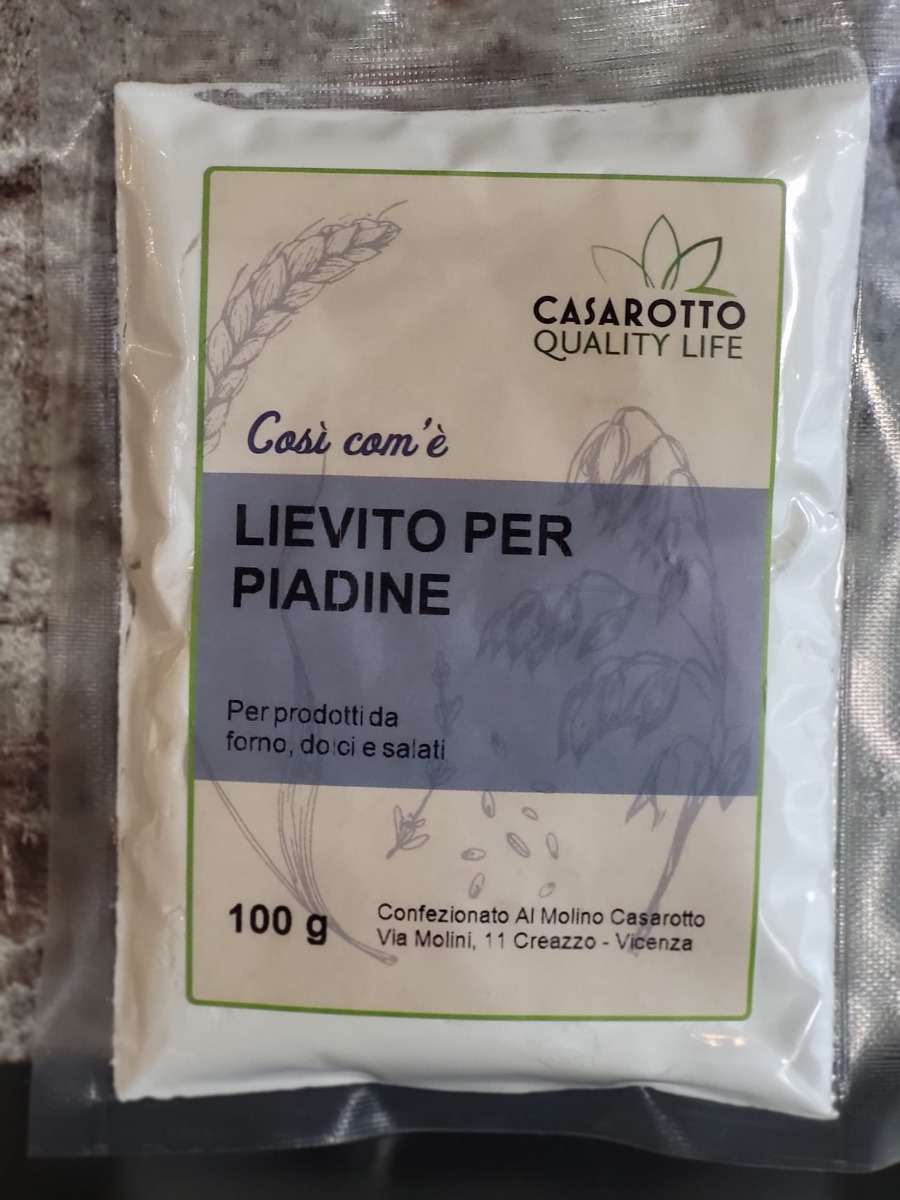 CASAROTTO
QUALITY LIFE
Così com'è
LIEVITO PER
PIADINE
Per prodotti da
forno, dolci e salati
100 g
Confezionato Al Molino Casarotto
Via Molini, 11 Creazzo - Vicenza